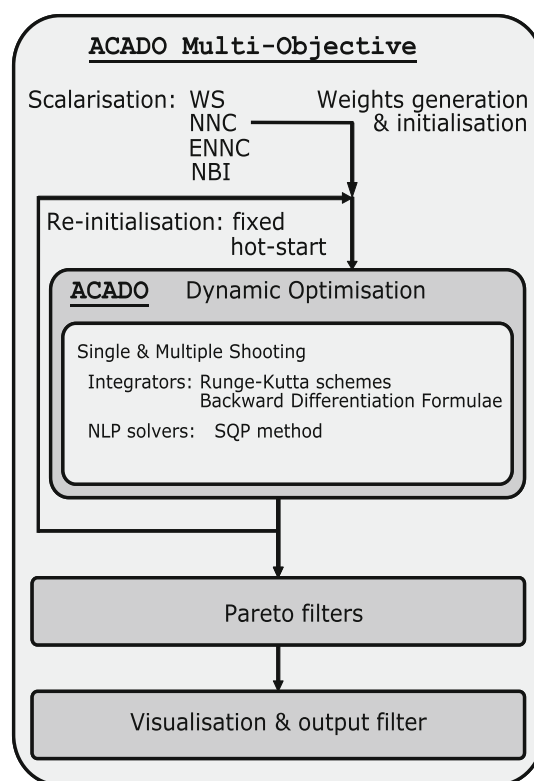 ACADO Multi-Objective
Scalarisation: WS
NNC
ENNC
NBI
Weights generation
& initialisation
Re-initialisation: fixed
hot-start
ACADO Dynamic Optimisation
Single & Multiple Shooting
Integrators: Runge-Kutta schemes
Backward Differentiation Formulae
NLP solvers: SQP method
Pareto filters
Visualisation & output filter